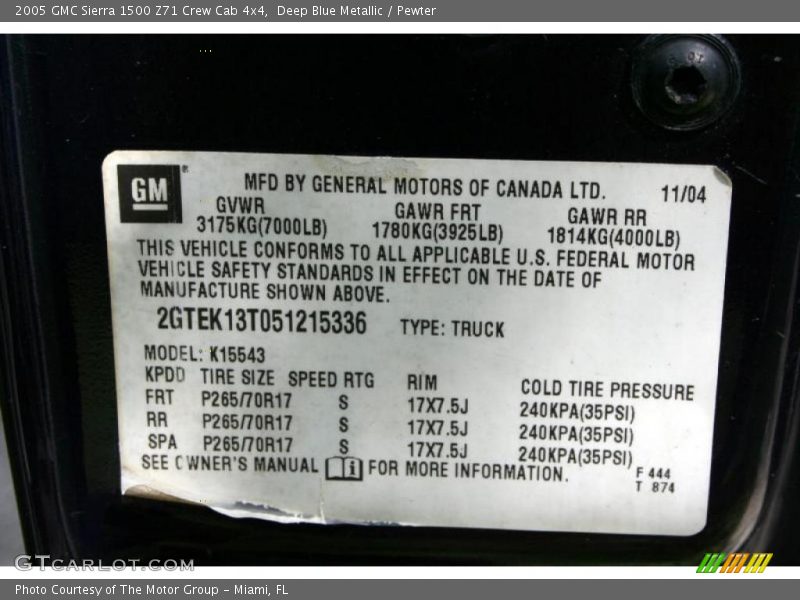 2005 GMC Sierra 1500 Z71 Crew Cab 4x4, Deep Blue Metallic / Pewter
GM
MFD BY GENERAL MOTORS OF CANADA LTD. 11/04
GVWR GAWR FRT GAWR RR
3175KG(7000LB) 1780KG(3925LB) 1814KG(4000LB)
THIS VEHICLE CONFORMS TO ALL APPLICABLE U.S. FEDERAL MOTOR
VEHICLE SAFETY STANDARDS IN EFFECT ON THE DATE OF
MANUFACTURE SHOWN ABOVE.
2GTEK13T051215336 TYPE: TRUCK
MODEL: K15543
KPDD TIRE SIZE SPEED RTG RIM COLD TIRE PRESSURE
FRT P265/70R17 S 17X7.5J 240KPA(35PSI)
RR P265/70R17 S 17X7.5J 240KPA(35PSI)
SPA P265/70R17 S 17X7.5J 240KPA(35PSI)
SEE OWNER'S MANUAL FOR MORE INFORMATION.
F 444
T 874
GTCarlot.com
Photo Courtesy of The Motor Group - Miami, FL